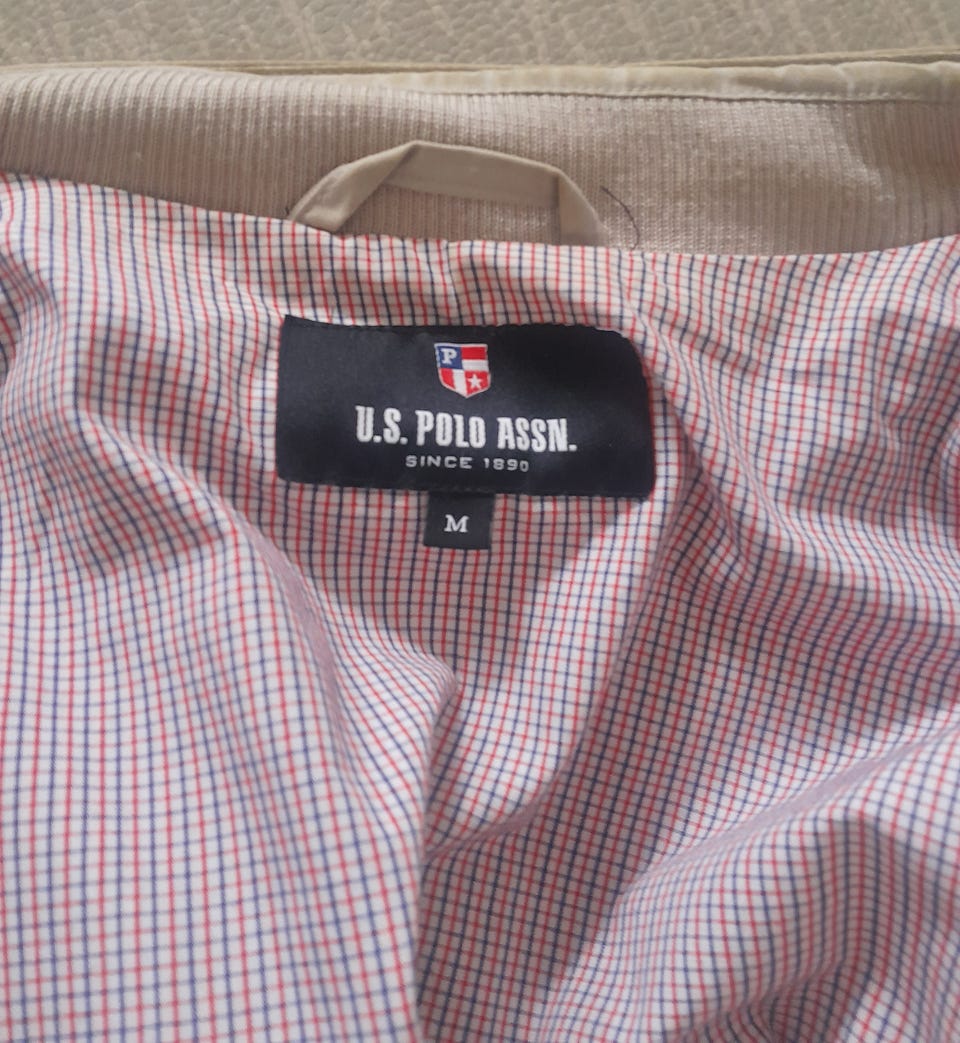 P
U.S. POLO ASSN.
SINCE 1890
M